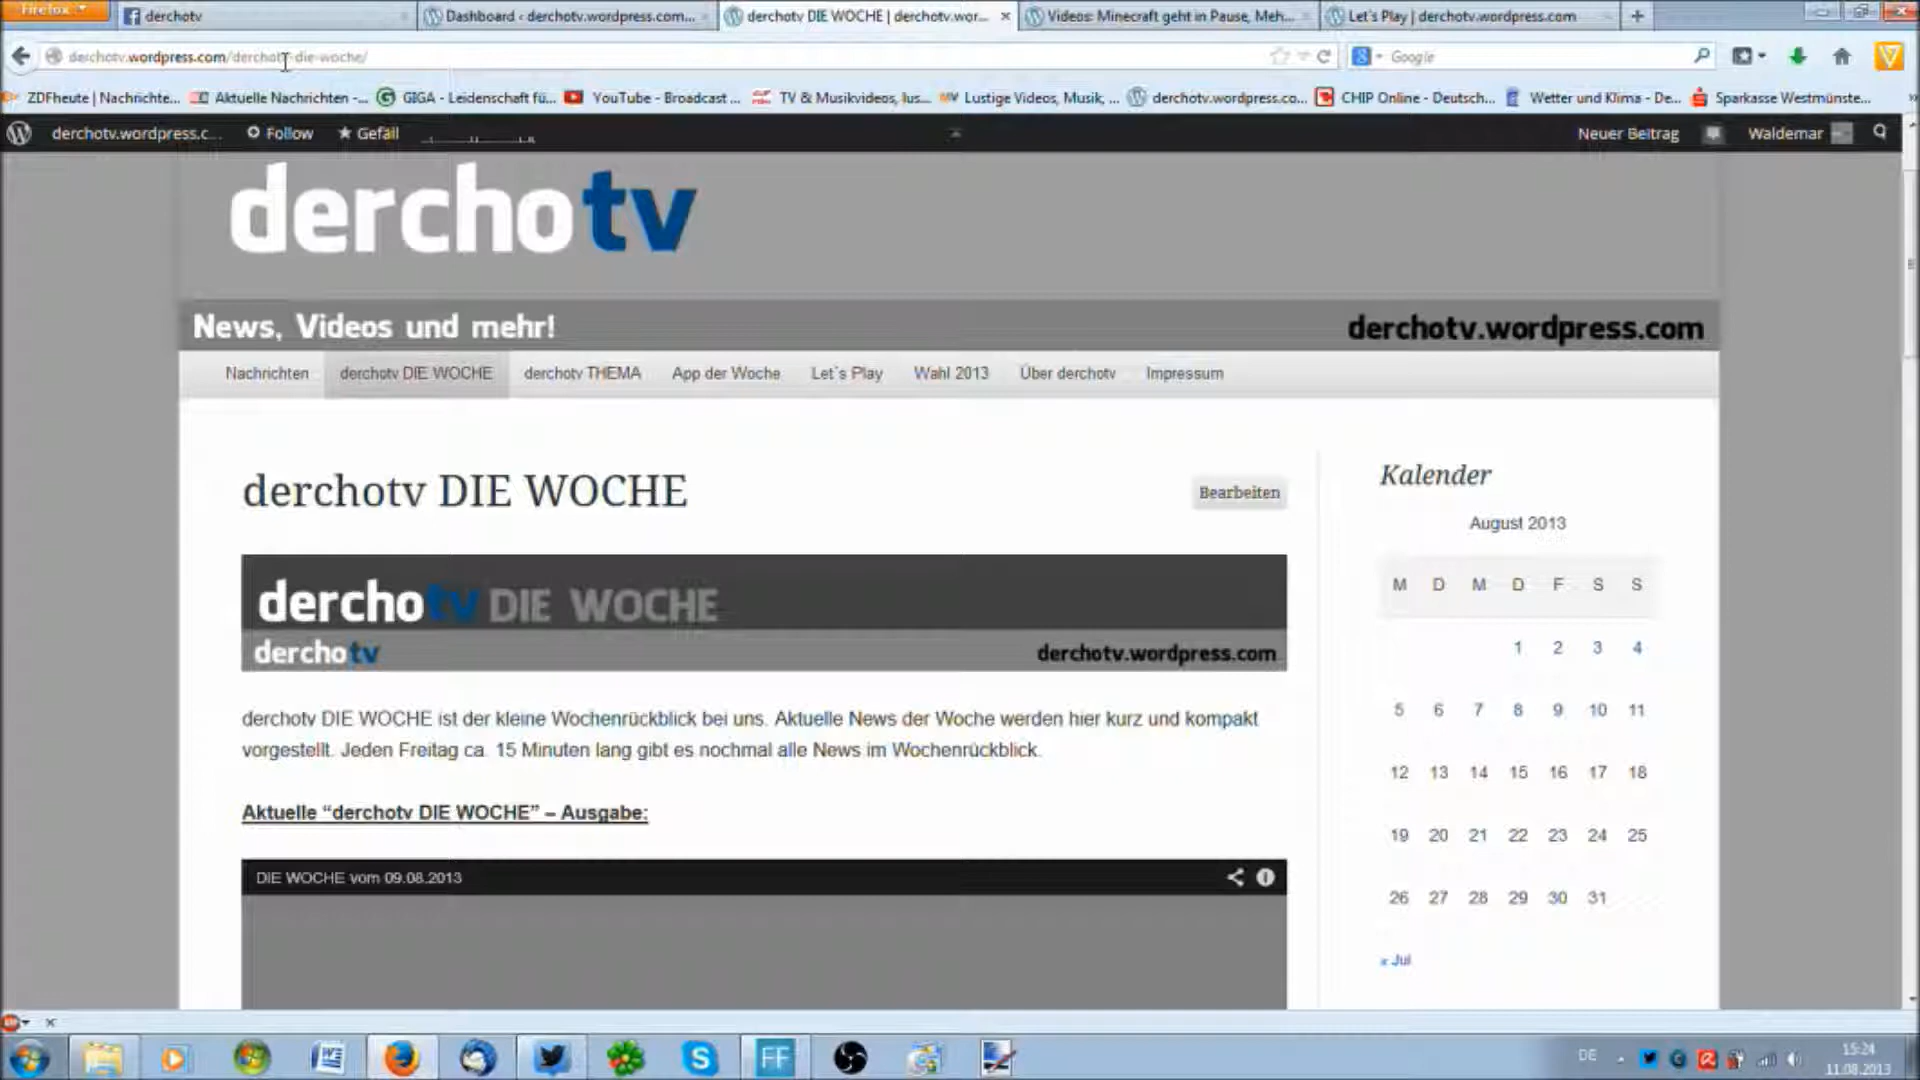 Firefox
derchotv
Dashboard ‹ derchotv.wordpress.com...
derchotv DIE WOCHE | derchotv.wor...
Videos: Minecraft geht in Pause, Meh...
Let's Play | derchotv.wordpress.com
derchotv.wordpress.com/derchotv-die-woche/
Google
ZDFheute | Nachrichte...
Aktuelle Nachrichten -...
GIGA - Leidenschaft fü...
YouTube - Broadcast ...
TV & Musikvideos, lus...
Lustige Videos, Musik, ...
derchotv.wordpress.co...
CHIP Online - Deutsch...
Wetter und Klima - De...
Sparkasse Westmünste...
derchotv.wordpress.c...
Follow
Gefällt
Neuer Beitrag
Waldemar
derchotv
News, Videos und mehr!
derchotv.wordpress.com
Nachrichten
derchotv DIE WOCHE
derchotv THEMA
App der Woche
Let´s Play
Wahl 2013
Über derchotv
Impressum
derchotv DIE WOCHE
Bearbeiten
derchotv DIE WOCHE
derchotv
derchotv.wordpress.com
derchotv DIE WOCHE ist der kleine Wochenrückblick bei uns. Aktuelle News der Woche werden hier kurz und kompakt
vorgestellt. Jeden Freitag ca. 15 Minuten lang gibt es nochmal alle News im Wochenrückblick.
Aktuelle “derchotv DIE WOCHE” – Ausgabe:
DIE WOCHE vom 09.08.2013
Kalender
August 2013
M D M D F S S
1 2 3 4
5 6 7 8 9 10 11
12 13 14 15 16 17 18
19 20 21 22 23 24 25
26 27 28 29 30 31
« Jul
FF
DE
15:24
11.08.2013